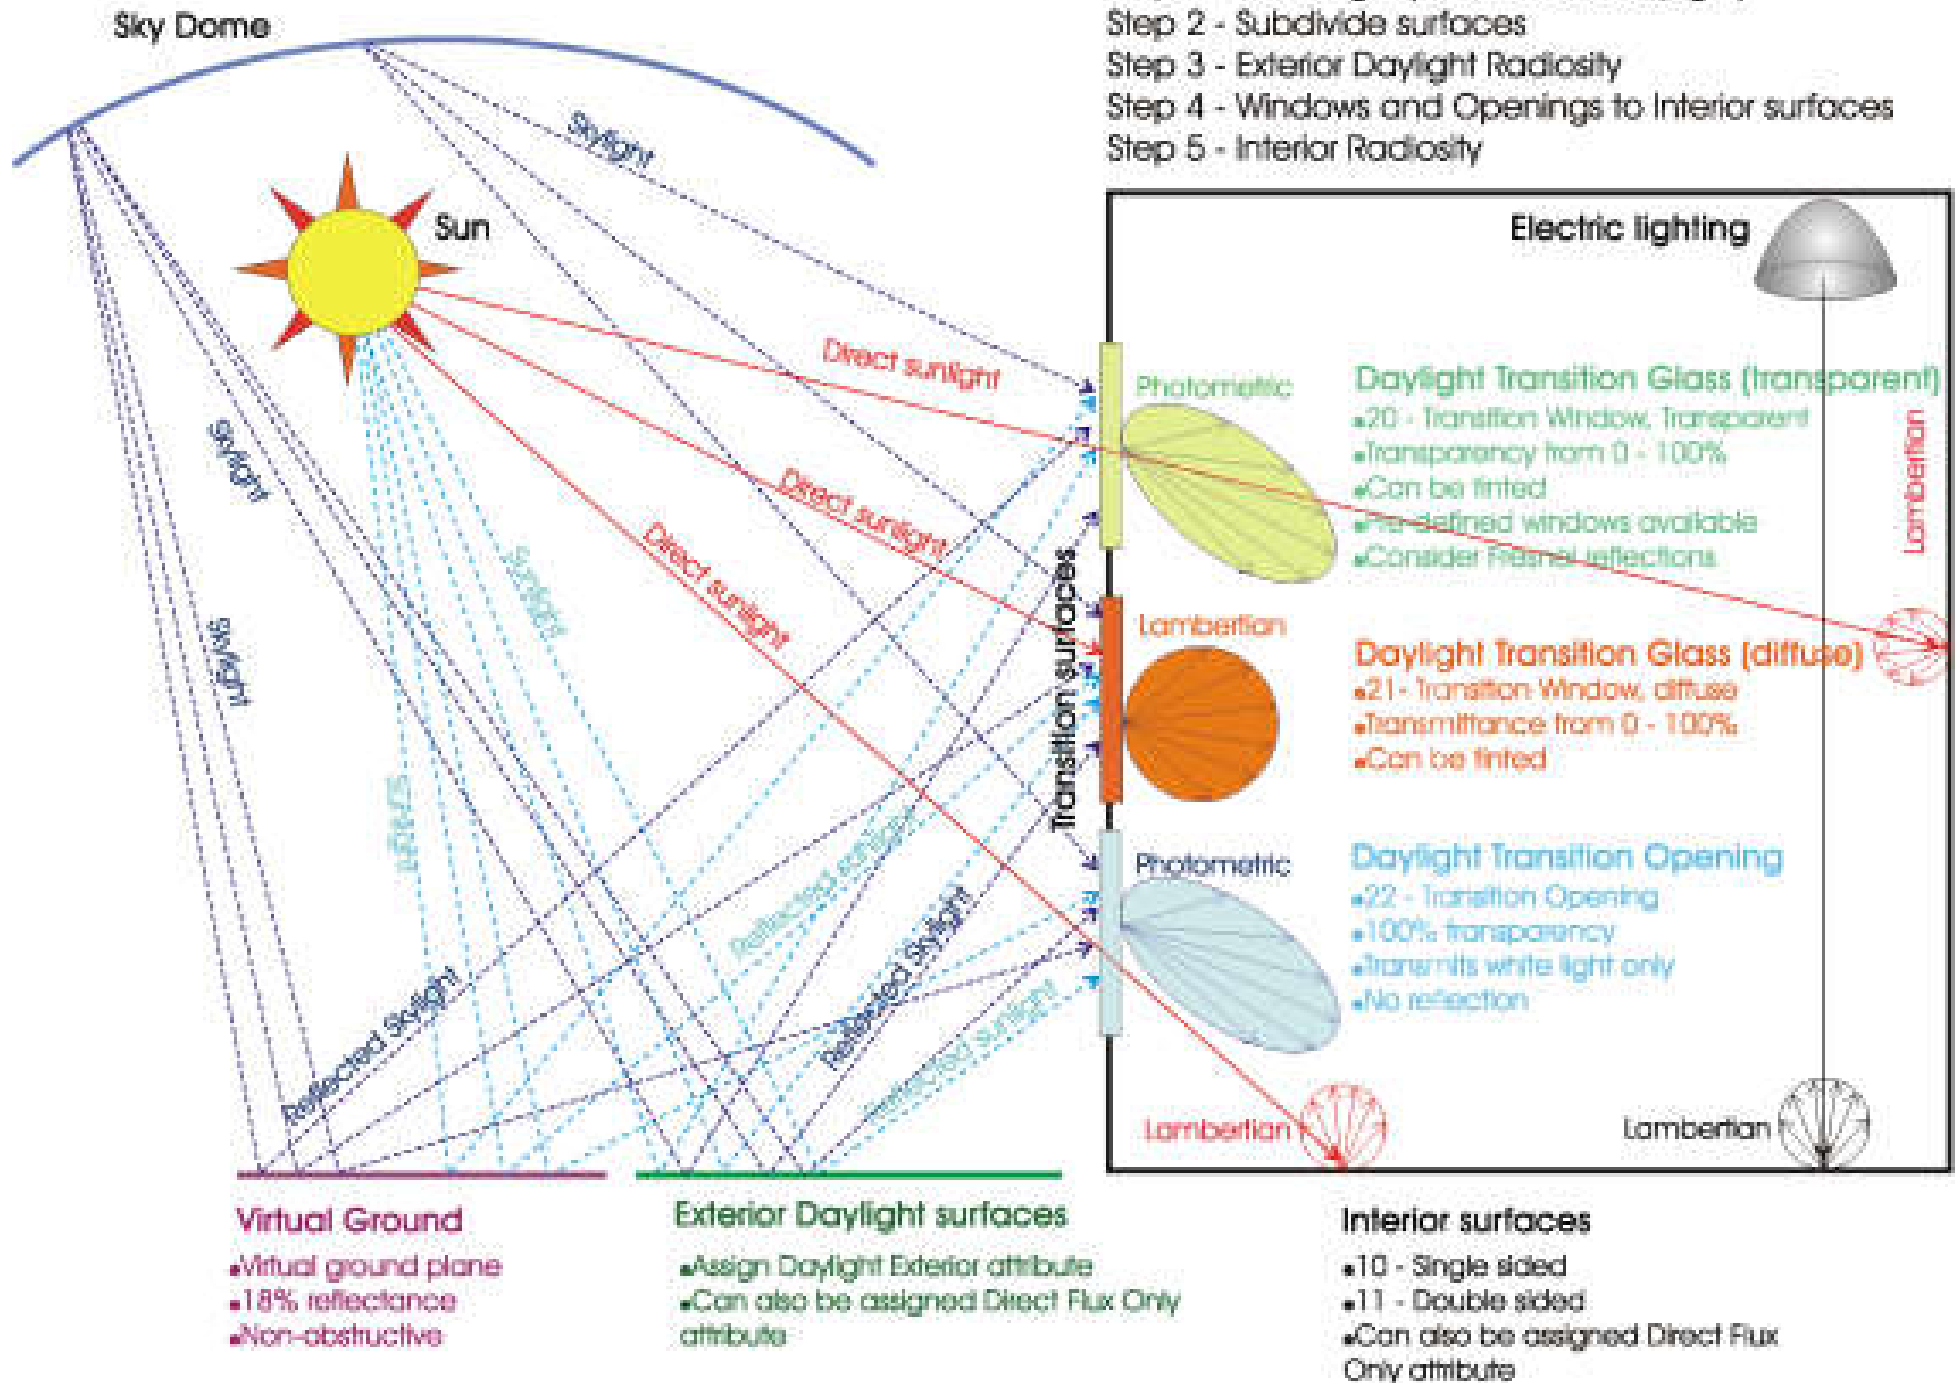 Sky Dome
Step 2 - Subdivide surfaces
Step 3 - Exterior Daylight Radiosity
Step 4 - Windows and Openings to Interior surfaces
Step 5 - Interior Radiosity
Skylight
Sun
Electric lighting
Direct sunlight
Direct sunlight
Direct sunlight
Skylight
Skylight
Sunlight
Sunlight
Reflected Skylight
Reflected sunlight
Reflected Skylight
Reflected sunlight
Transition surfaces
Photometric
Daylight Transition Glass (transparent)
•20 - Transition Window, Transparent
•Transparency from 0 - 100%
•Can be tinted
•Pre-defined windows available
•Consider Fresnel reflections
Lambertian
Lambertian
Daylight Transition Glass (diffuse)
•21- Transition Window, diffuse
•Transmittance from 0 - 100%
•Can be tinted
Photometric
Daylight Transition Opening
•22 - Transition Opening
•100% transparency
•Transmits white light only
•No reflection
Lambertian
Lambertian
Virtual Ground
•Virtual ground plane
•18% reflectance
•Non-obstructive
Exterior Daylight surfaces
•Assign Daylight Exterior attribute
•Can also be assigned Direct Flux Only
attribute
Interior surfaces
•10 - Single sided
•11 - Double sided
•Can also be assigned Direct Flux
Only attribute